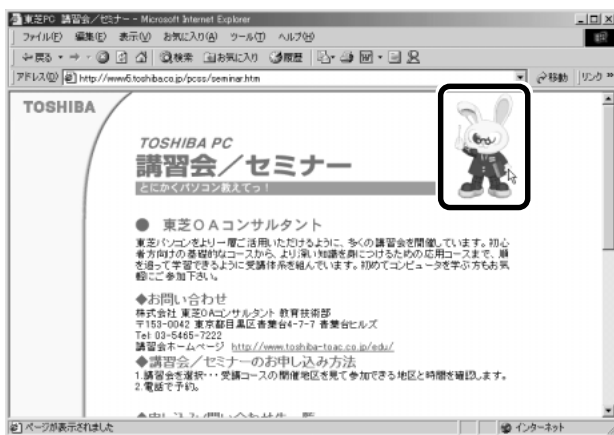 東芝PC 講習会／セミナー - Microsoft Internet Explorer
ファイル(F) 編集(E) 表示(V) お気に入り(A) ツール(T) ヘルプ(H)
戻る 検索 お気に入り 履歴
アドレス(D) http://www5.toshiba.co.jp/pcss/seminar.htm 移動 リンク »
TOSHIBA
TOSHIBA PC
講習会／セミナー
とにかくパソコン教えてっ！
● 東芝OAコンサルタント
東芝パソコンをより一層ご活用いただけるように、多くの講習会を開催しています。初心
者方向けの基礎的なコースから、より深い知識を身につけるための応用コースまで、順
を追って学習できるように受講体系を組んでいます。初めてコンピュータを学ぶ方もお気
軽にご参加下さい。
◆お問い合わせ
株式会社 東芝OAコンサルタント 教育技術部
〒153-0042 東京都目黒区青葉台4-7-7 青葉台ヒルズ
Tel: 03-5465-7222
講習会ホームページ http://www.toshiba-toac.co.jp/edu/
◆講習会／セミナーのお申し込み方法
1.講習会を選択･･･受講コースの開催地区を見て参加できる地区と時間を確認します。
2.電話で予約。
ページが表示されました インターネット